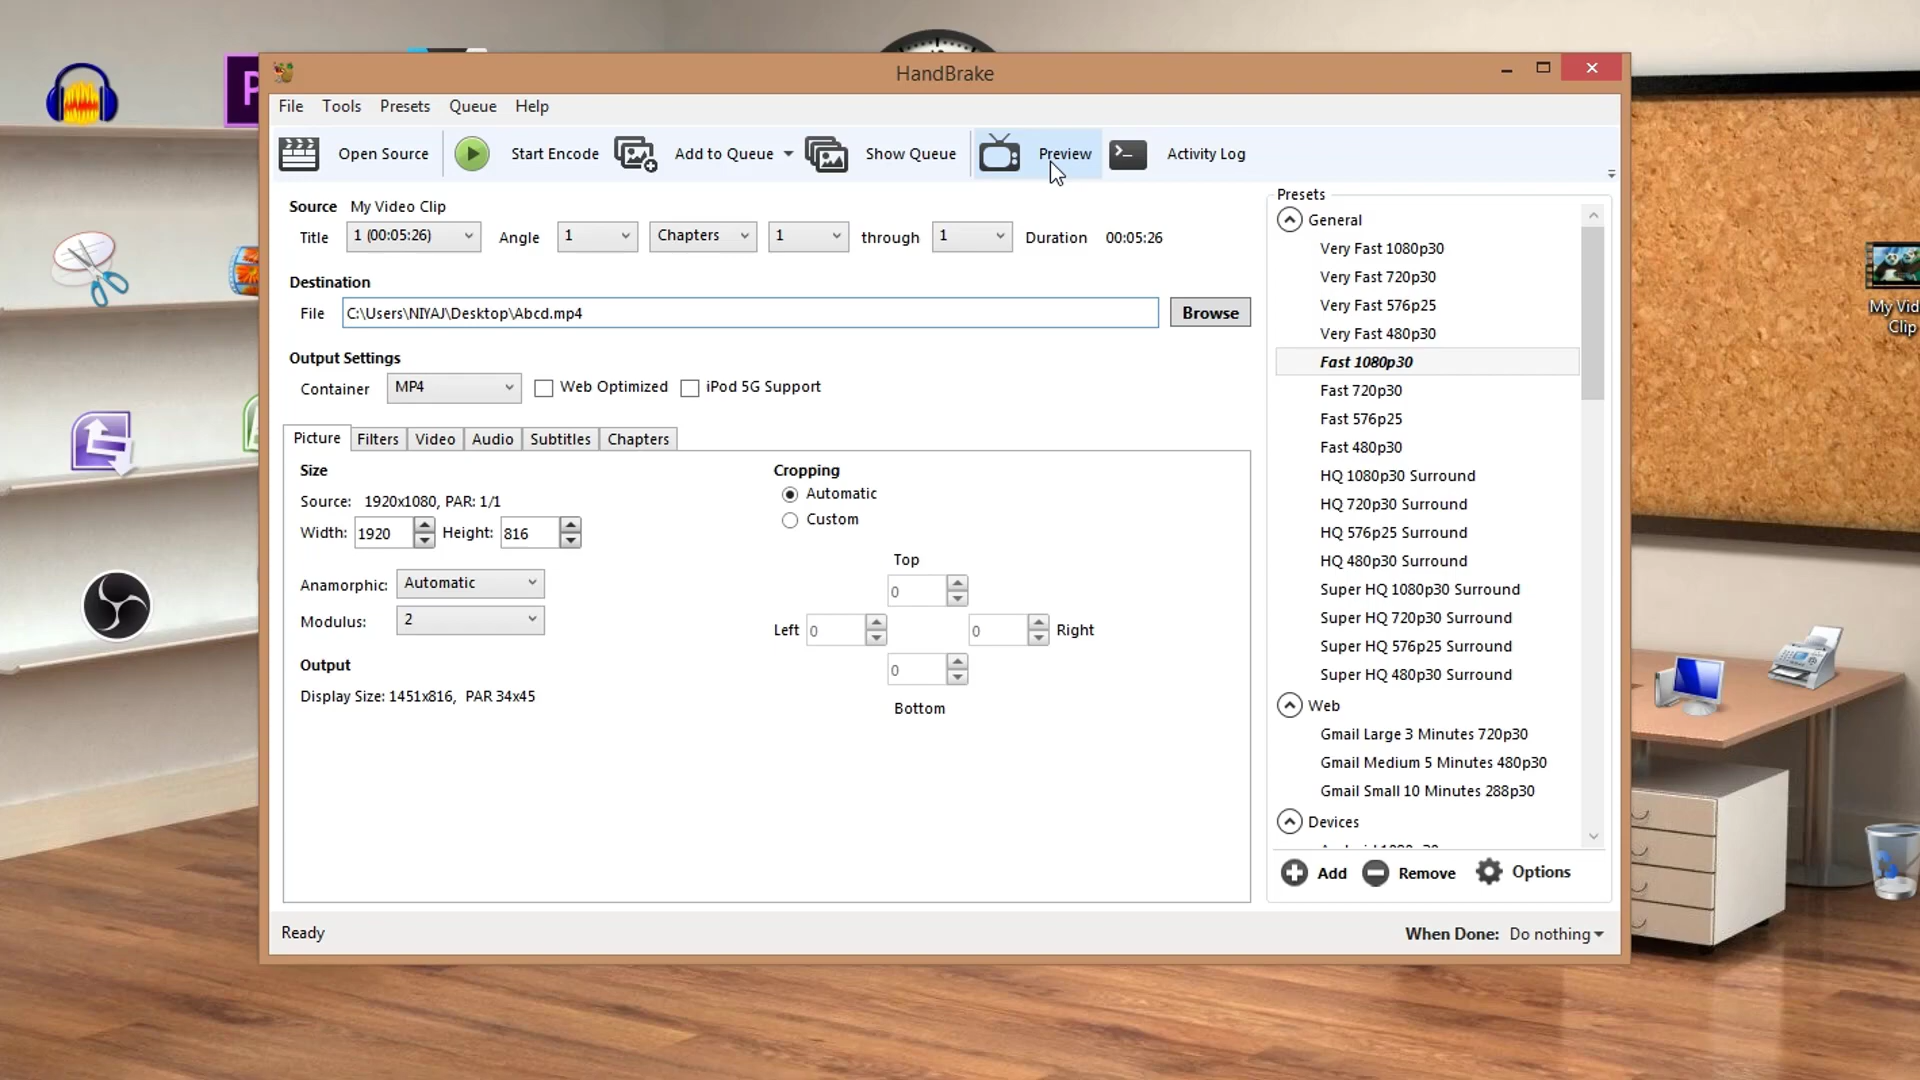 HandBrake
File Tools Presets Queue Help
Open Source Start Encode Add to Queue Show Queue Preview Activity Log
Source My Video Clip
Title 1 (00:05:26) Angle 1 Chapters 1 through 1 Duration 00:05:26
Destination
File C:\Users\NIYAJ\Desktop\Abcd.mp4 Browse
Output Settings
Container MP4 Web Optimized iPod 5G Support
Picture Filters Video Audio Subtitles Chapters
Size
Source: 1920x1080, PAR: 1/1
Width: 1920 Height: 816
Anamorphic: Automatic
Modulus: 2
Output
Display Size: 1451x816, PAR 34x45
Cropping
Automatic
Custom
Top
0
Left 0 0 Right
0
Bottom
Presets
General
Very Fast 1080p30
Very Fast 720p30
Very Fast 576p25
Very Fast 480p30
Fast 1080p30
Fast 720p30
Fast 576p25
Fast 480p30
HQ 1080p30 Surround
HQ 720p30 Surround
HQ 576p25 Surround
HQ 480p30 Surround
Super HQ 1080p30 Surround
Super HQ 720p30 Surround
Super HQ 576p25 Surround
Super HQ 480p30 Surround
Web
Gmail Large 3 Minutes 720p30
Gmail Medium 5 Minutes 480p30
Gmail Small 10 Minutes 288p30
Devices
Add Remove Options
Ready
When Done: Do nothing
My Vid
Clip